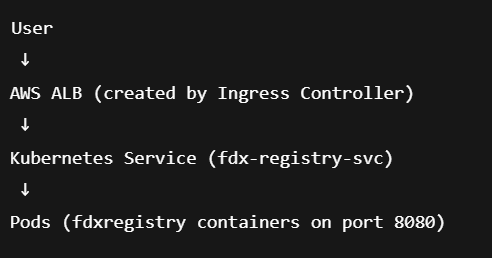 User
↓
AWS ALB (created by Ingress Controller)
↓
Kubernetes Service (fdx-registry-svc)
↓
Pods (fdxregistry containers on port 8080)